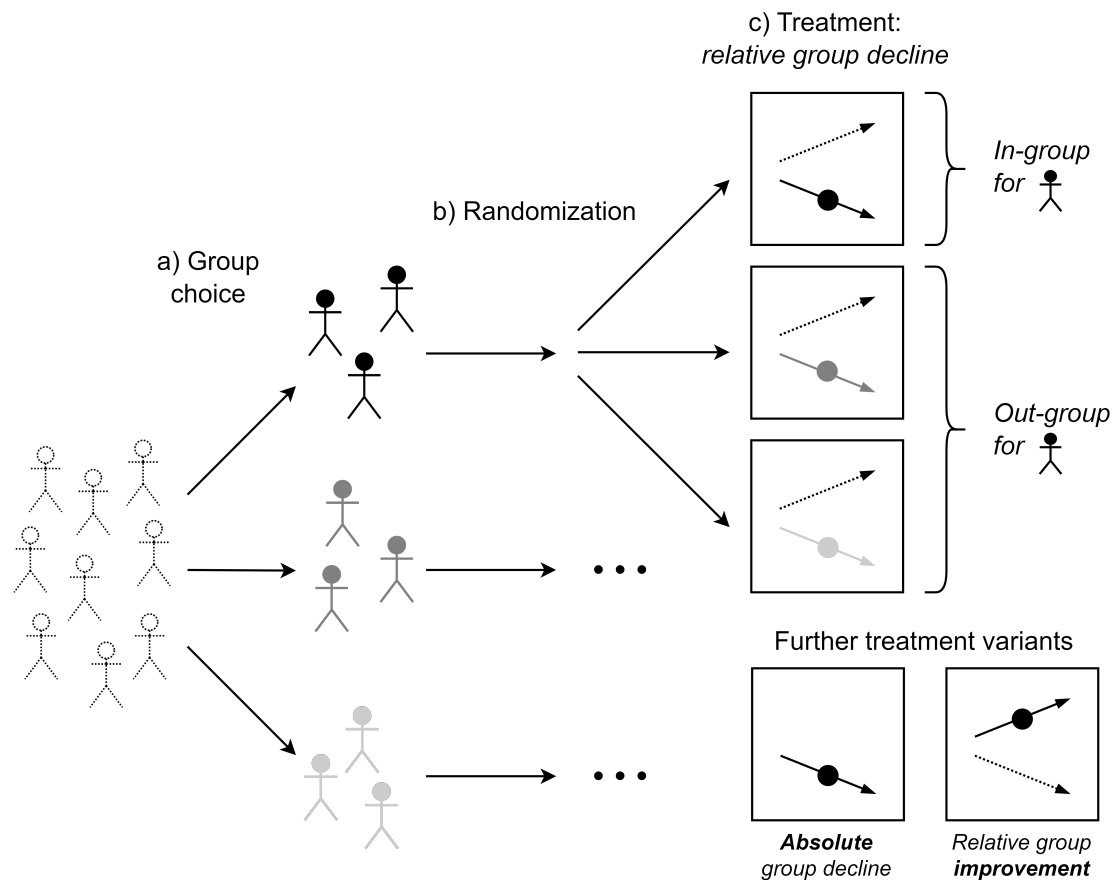 c) Treatment:
relative group decline
In-group
for
b) Randomization
a) Group
choice
Out-group
for
Further treatment variants
Absolute
group decline
Relative group
improvement